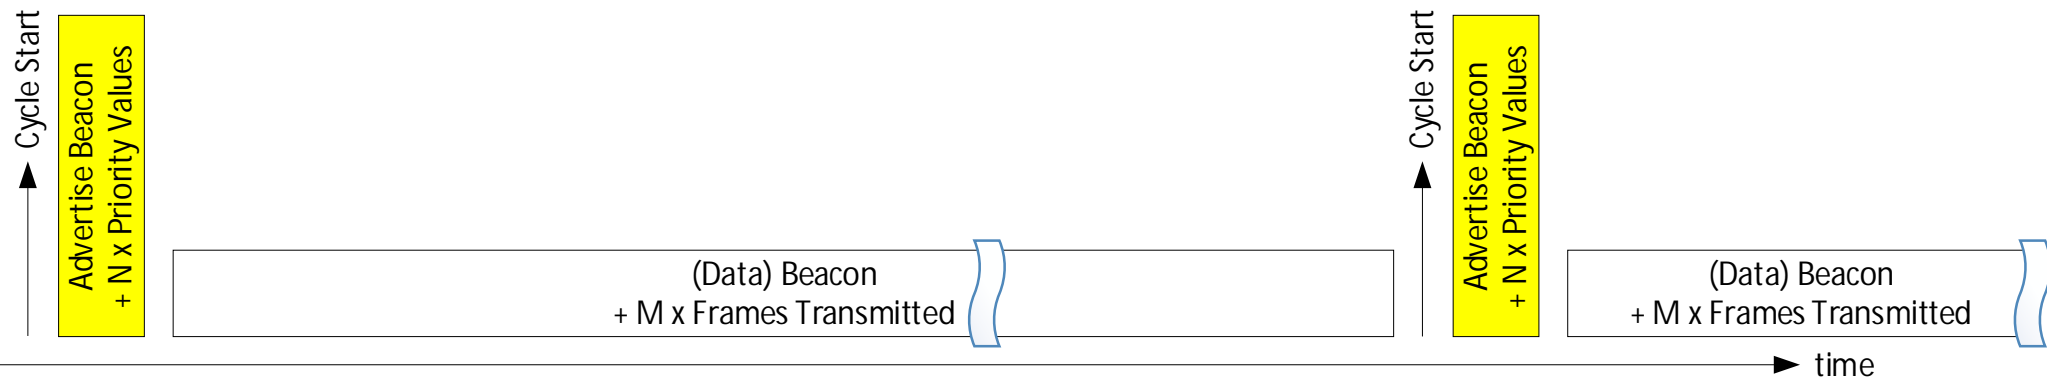 Cycle Start
Advertise Beacon
+ N x Priority Values
(Data) Beacon
+ M x Frames Transmitted
Cycle Start
Advertise Beacon
+ N x Priority Values
(Data) Beacon
+ M x Frames Transmitted
time